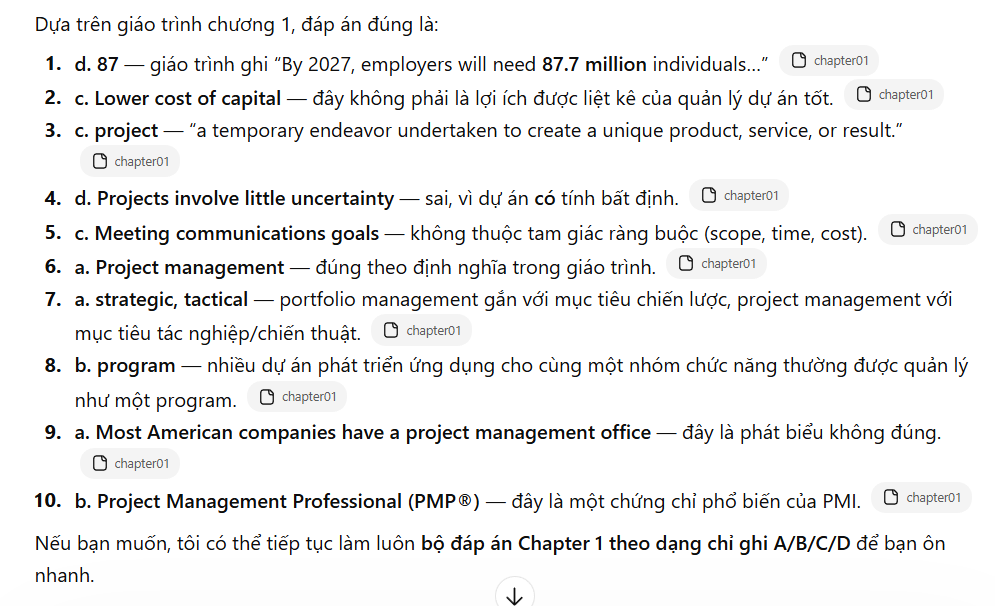 Dựa trên giáo trình chương 1, đáp án đúng là:
1. d. 87 — giáo trình ghi “By 2027, employers will need 87.7 million individuals…” chapter01
2. c. Lower cost of capital — đây không phải là lợi ích được liệt kê của quản lý dự án tốt. chapter01
3. c. project — “a temporary endeavor undertaken to create a unique product, service, or result.”
chapter01
4. d. Projects involve little uncertainty — sai, vì dự án có tính bất định. chapter01
5. c. Meeting communications goals — không thuộc tam giác ràng buộc (scope, time, cost). chapter01
6. a. Project management — đúng theo định nghĩa trong giáo trình. chapter01
7. a. strategic, tactical — portfolio management gắn với mục tiêu chiến lược, project management với
mục tiêu tác nghiệp/chiến thuật. chapter01
8. b. program — nhiều dự án phát triển ứng dụng cho cùng một nhóm chức năng thường được quản lý
như một program. chapter01
9. a. Most American companies have a project management office — đây là phát biểu không đúng.
chapter01
10. b. Project Management Professional (PMP®) — đây là một chứng chỉ phổ biến của PMI. chapter01
Nếu bạn muốn, tôi có thể tiếp tục làm luôn bộ đáp án Chapter 1 theo dạng chỉ ghi A/B/C/D để bạn ôn
nhanh.